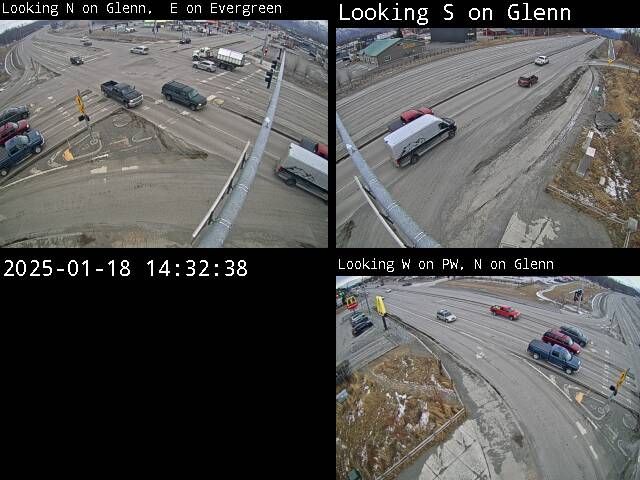 Looking N on Glenn,  E on Evergreen
Looking S on Glenn
2025-01-18 14:32:38
Looking W on PW, N on Glenn